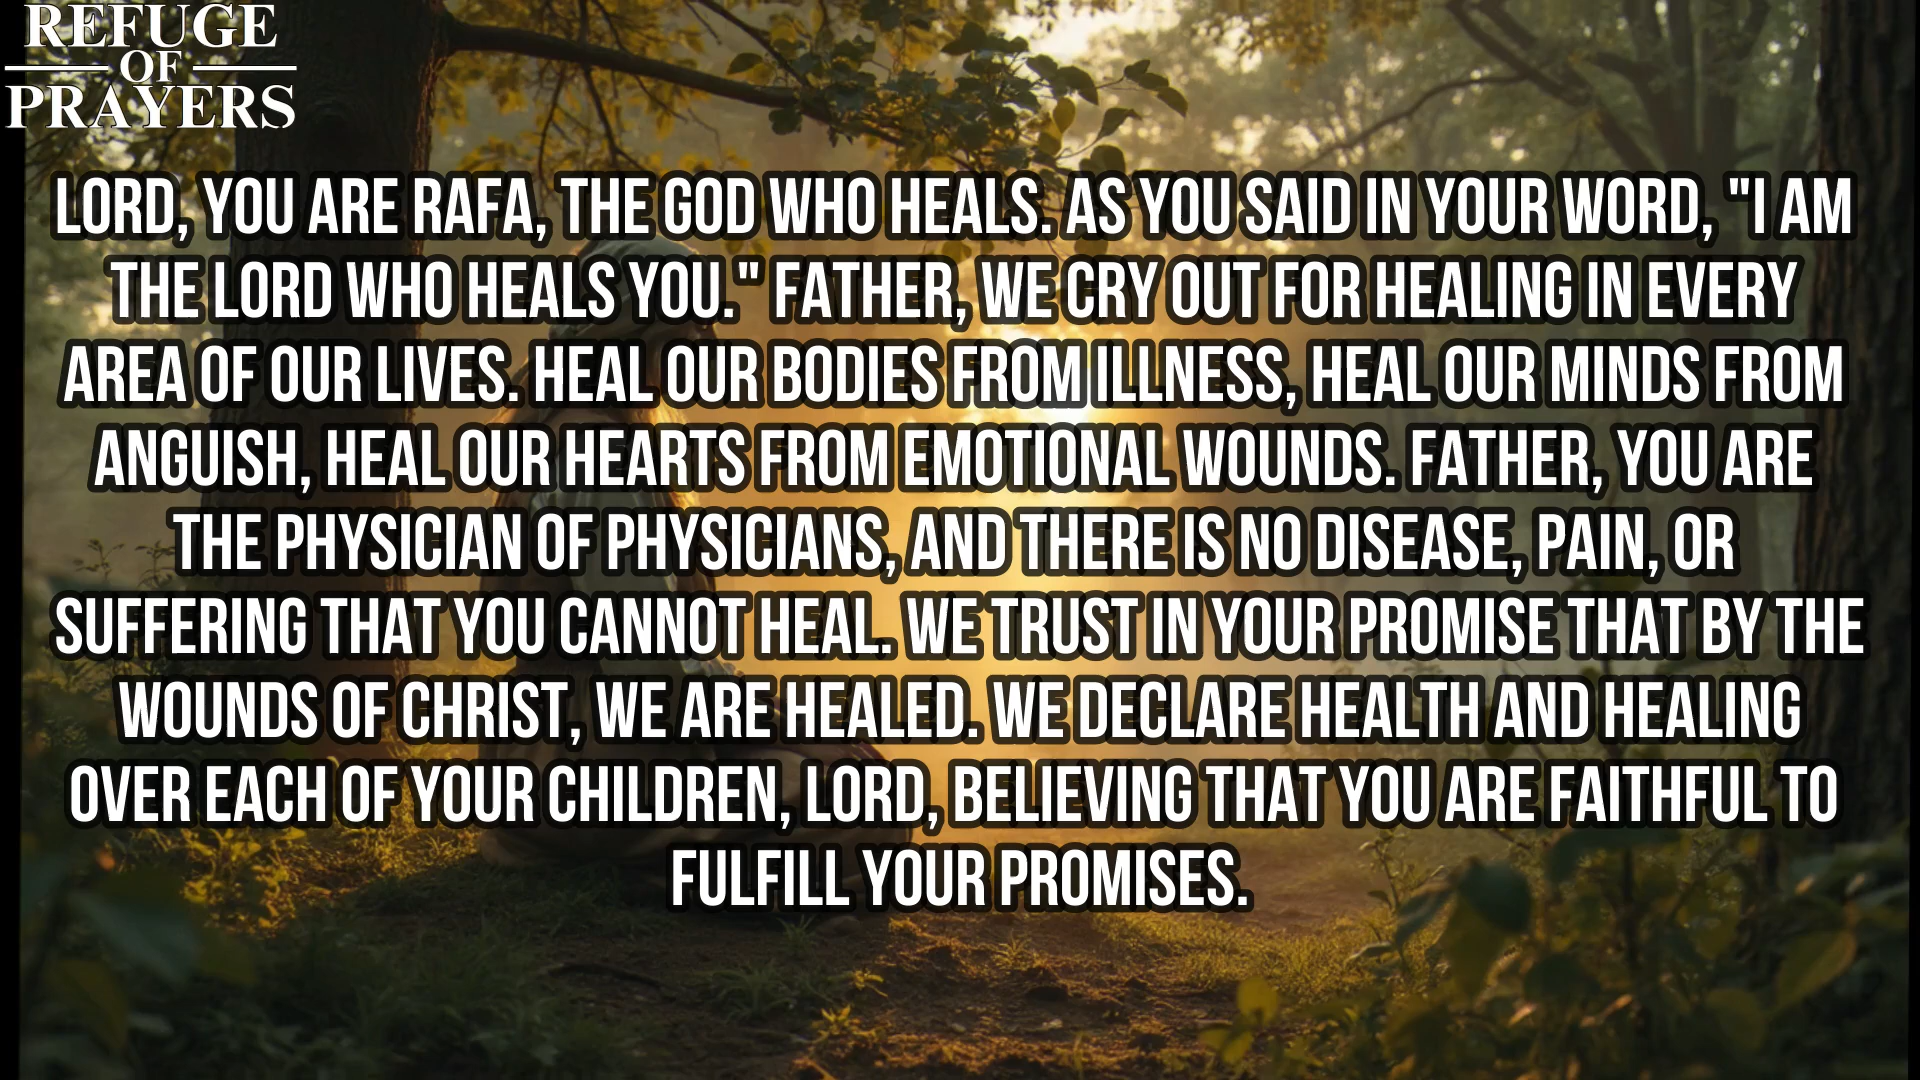 REFUGE
OF
PRAYERS
LORD, YOU ARE RAFA, THE GOD WHO HEALS. AS YOU SAID IN YOUR WORD, "I AM
THE LORD WHO HEALS YOU." FATHER, WE CRY OUT FOR HEALING IN EVERY
AREA OF OUR LIVES. HEAL OUR BODIES FROM ILLNESS, HEAL OUR MINDS FROM
ANGUISH, HEAL OUR HEARTS FROM EMOTIONAL WOUNDS. FATHER, YOU ARE
THE PHYSICIAN OF PHYSICIANS, AND THERE IS NO DISEASE, PAIN, OR
SUFFERING THAT YOU CANNOT HEAL. WE TRUST IN YOUR PROMISE THAT BY THE
WOUNDS OF CHRIST, WE ARE HEALED. WE DECLARE HEALTH AND HEALING
OVER EACH OF YOUR CHILDREN, LORD, BELIEVING THAT YOU ARE FAITHFUL TO
FULFILL YOUR PROMISES.